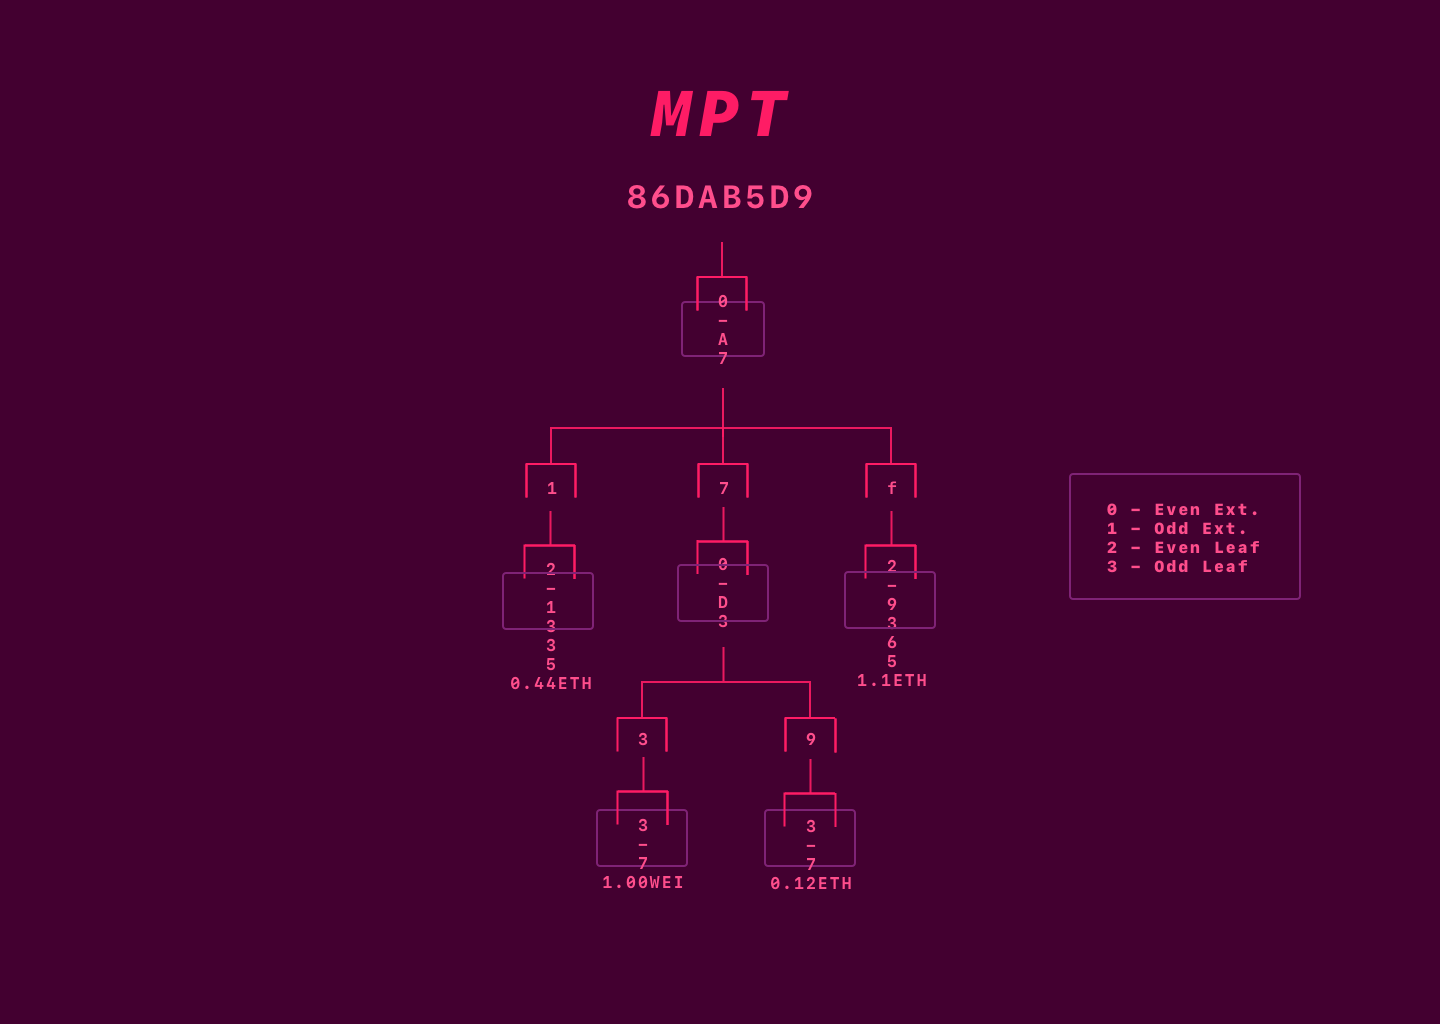 MPT
86DAB5D9
0
–
A
7
1
7
f
2
–
1
3
3
5
0.44ETH
0
–
D
3
2
–
9
3
6
5
1.1ETH
0 – Even Ext.
1 – Odd Ext.
2 – Even Leaf
3 – Odd Leaf
3
9
3
–
7
1.00WEI
3
–
7
0.12ETH